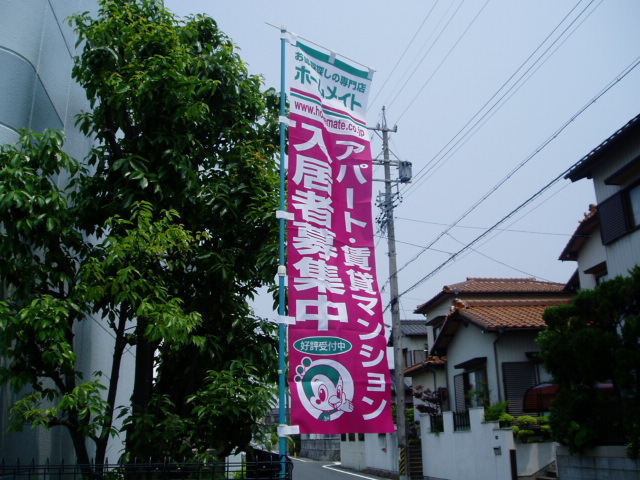 お部屋探しの専門店
ホームメイト
www.homemate.co.jp
アパート・賃貸マンション
入居者募集中
好評受付中